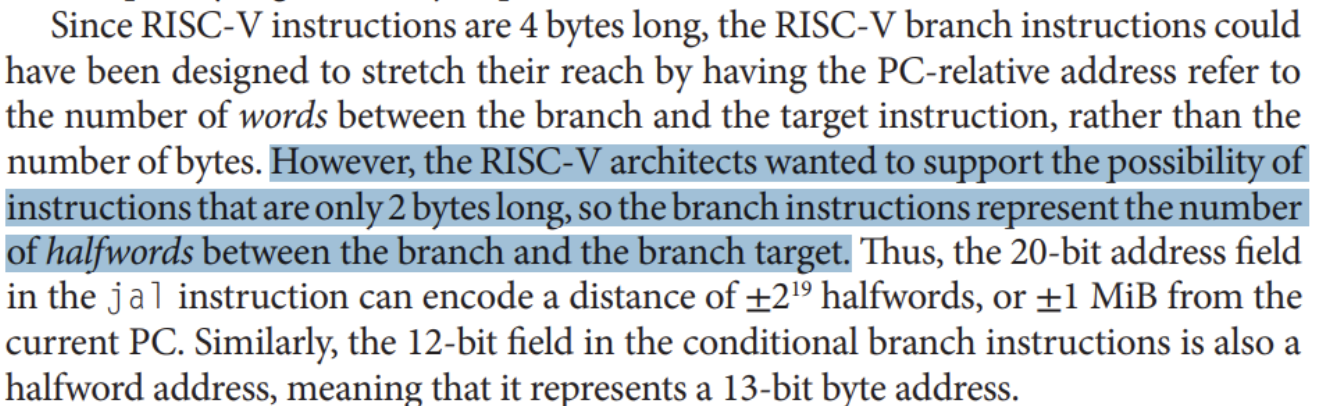 Since RISC-V instructions are 4 bytes long, the RISC-V branch instructions could
have been designed to stretch their reach by having the PC-relative address refer to
the number of words between the branch and the target instruction, rather than the
number of bytes. However, the RISC-V architects wanted to support the possibility of
instructions that are only 2 bytes long, so the branch instructions represent the number
of halfwords between the branch and the branch target. Thus, the 20-bit address field
in the jal instruction can encode a distance of ±2¹⁹ halfwords, or ±1 MiB from the
current PC. Similarly, the 12-bit field in the conditional branch instructions is also a
halfword address, meaning that it represents a 13-bit byte address.